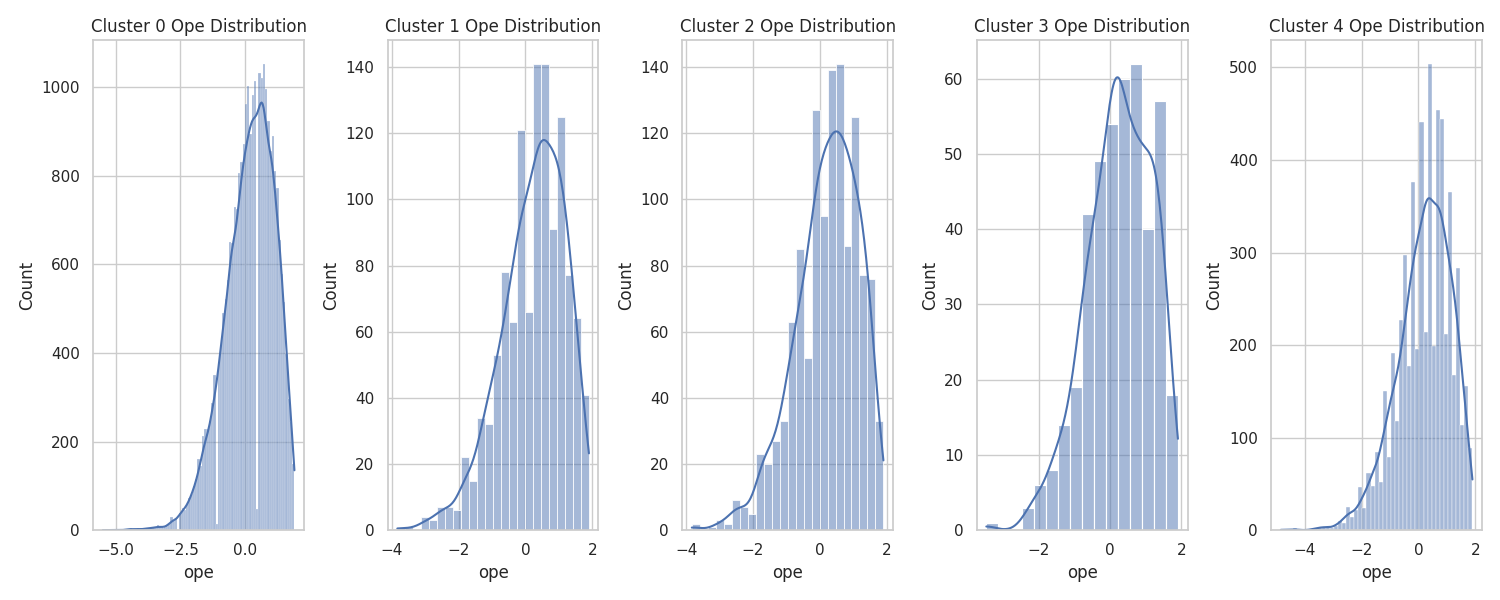 Cluster 0 Ope Distribution
Count
1000
800
600
400
200
0
−5.0 −2.5 0.0
ope
Cluster 1 Ope Distribution
Count
140
120
100
80
60
40
20
0
−4 −2 0 2
ope
Cluster 2 Ope Distribution
Count
140
120
100
80
60
40
20
0
−4 −2 0 2
ope
Cluster 3 Ope Distribution
Count
60
50
40
30
20
10
0
−2 0 2
ope
Cluster 4 Ope Distribution
Count
500
400
300
200
100
0
−4 −2 0 2
ope